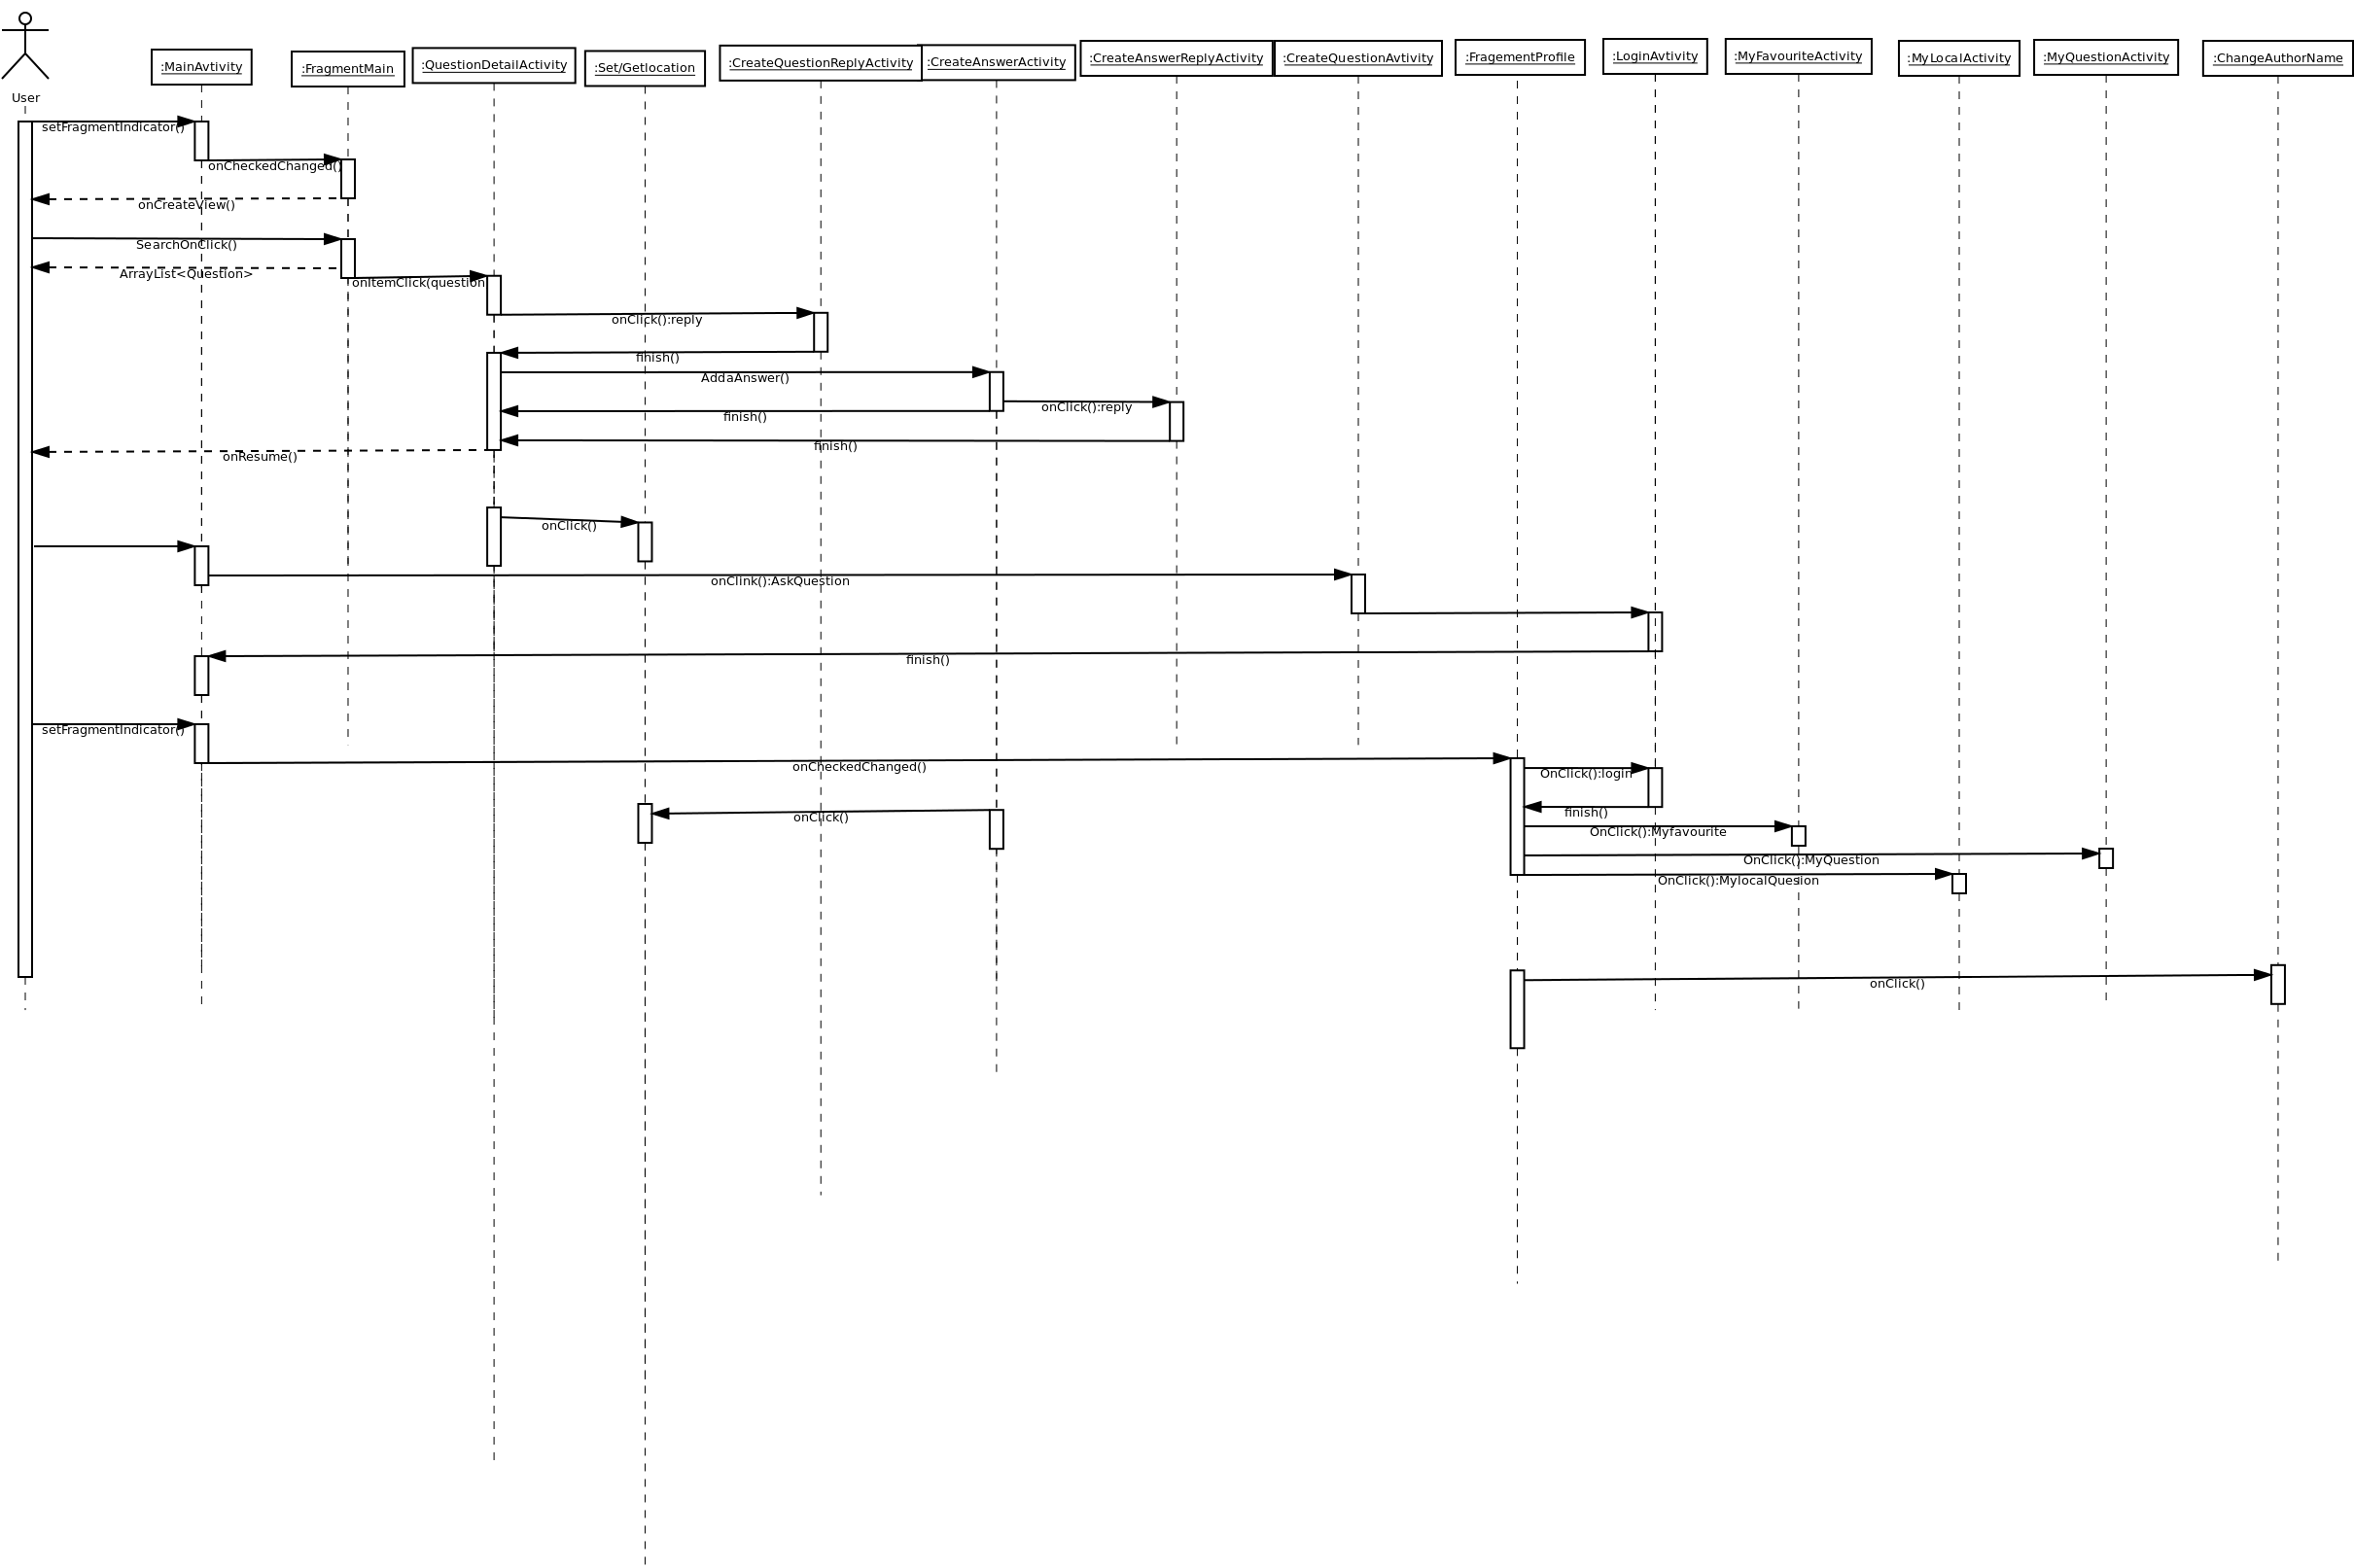 User
:MainAvtivity
:FragmentMain
:QuestionDetailActivity
:Set/Getlocation
:CreateQuestionReplyActivity
:CreateAnswerActivity
:CreateAnswerReplyActivity
:CreateQuestionAvtivity
:FragementProfile
:LoginAvtivity
:MyFavouriteActivity
:MyLocalActivity
:MyQuestionActivity
:ChangeAuthorName
setFragmentIndicator()
onCheckedChanged()
onCreateView()
SearchOnClick()
ArrayList<Question>
onItemClick(question
onClick():reply
finish()
AddaAnswer()
onClick():reply
finish()
finish()
onResume()
onClick()
onClink():AskQuestion
finish()
setFragmentIndicator()
onCheckedChanged()
OnClick():login
finish()
onClick()
OnClick():Myfavourite
OnClick():MyQuestion
OnClick():MylocalQuesion
onClick()